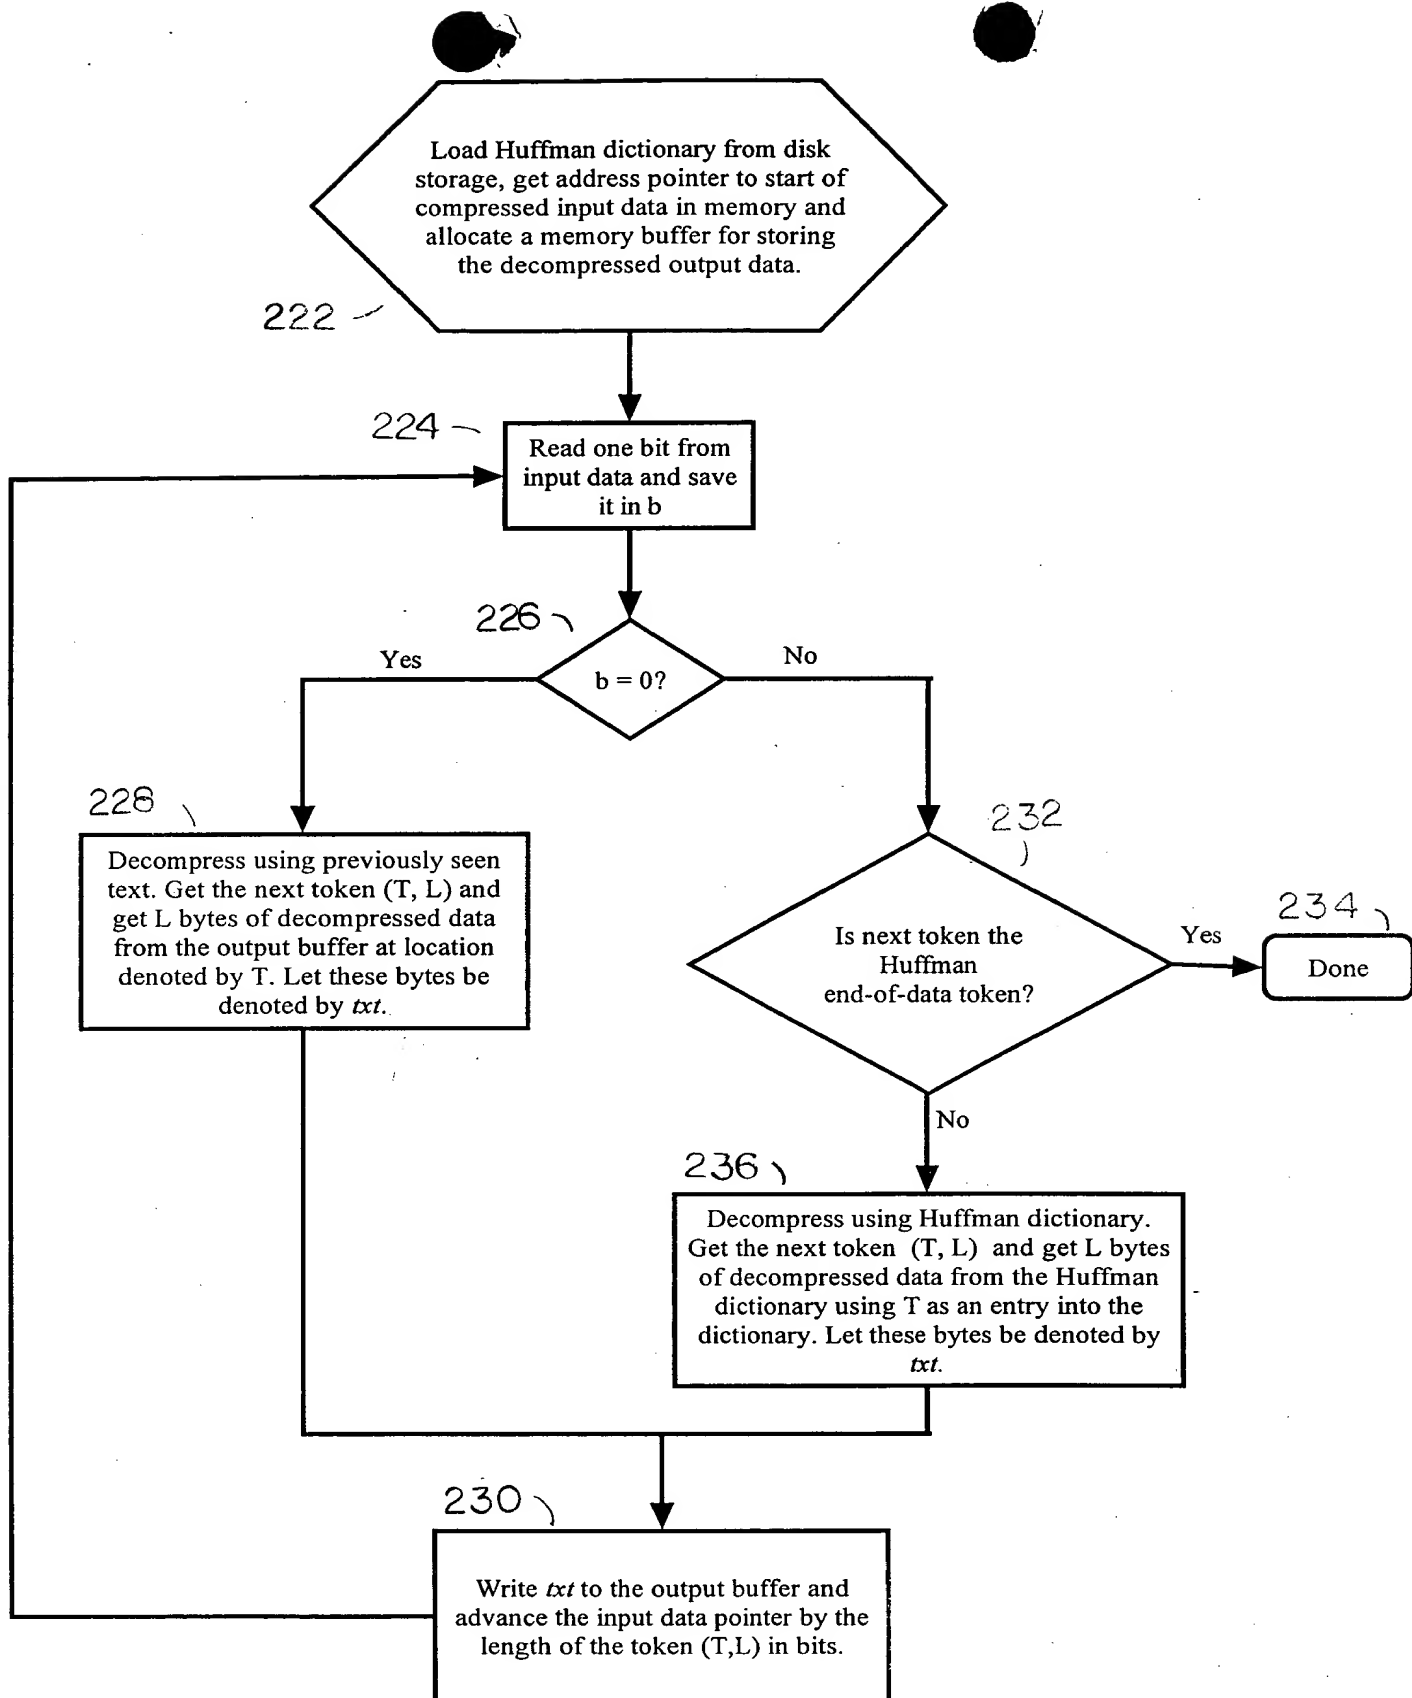 Load Huffman dictionary from disk
storage, get address pointer to start of
compressed input data in memory and
allocate a memory buffer for storing
the decompressed output data.
222
224
Read one bit from
input data and save
it in b
226
Yes
b = 0?
No
228
Decompress using previously seen
text. Get the next token (T, L) and
get L bytes of decompressed data
from the output buffer at location
denoted by T. Let these bytes be
denoted by txt.
232
Is next token the
Huffman
end-of-data token?
Yes
234
Done
No
236
Decompress using Huffman dictionary.
Get the next token (T, L) and get L bytes
of decompressed data from the Huffman
dictionary using T as an entry into the
dictionary. Let these bytes be denoted by
txt.
230
Write txt to the output buffer and
advance the input data pointer by the
length of the token (T,L) in bits.